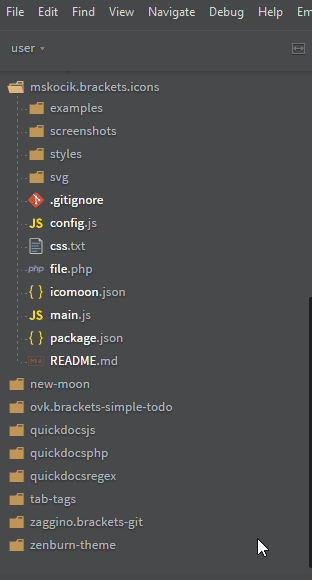 File Edit Find View Navigate Debug Help Em
user
mskocik.brackets.icons
examples
screenshots
styles
svg
.gitignore
JS config.js
css.txt
php file.php
{ } icomoon.json
JS main.js
{ } package.json
README.md
new-moon
ovk.brackets-simple-todo
quickdocsjs
quickdocsphp
quickdocsregex
tab-tags
zaggino.brackets-git
zenburn-theme